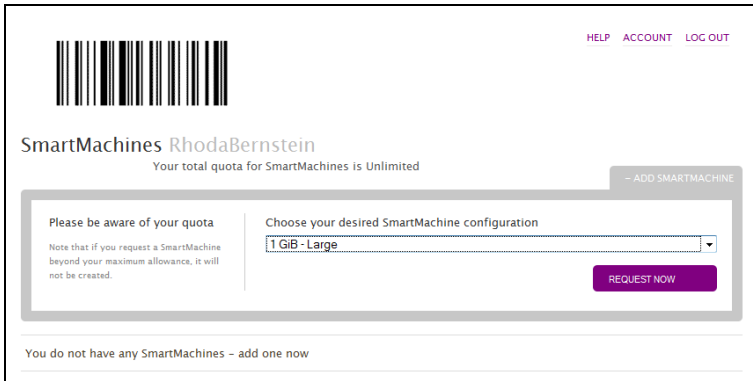 HELP ACCOUNT LOG OUT
SmartMachines RhodaBernstein
Your total quota for SmartMachines is Unlimited
– ADD SMARTMACHINE
Please be aware of your quota
Note that if you request a SmartMachine
beyond your maximum allowance, it will
not be created.
Choose your desired SmartMachine configuration
1 GiB - Large
REQUEST NOW
You do not have any SmartMachines – add one now